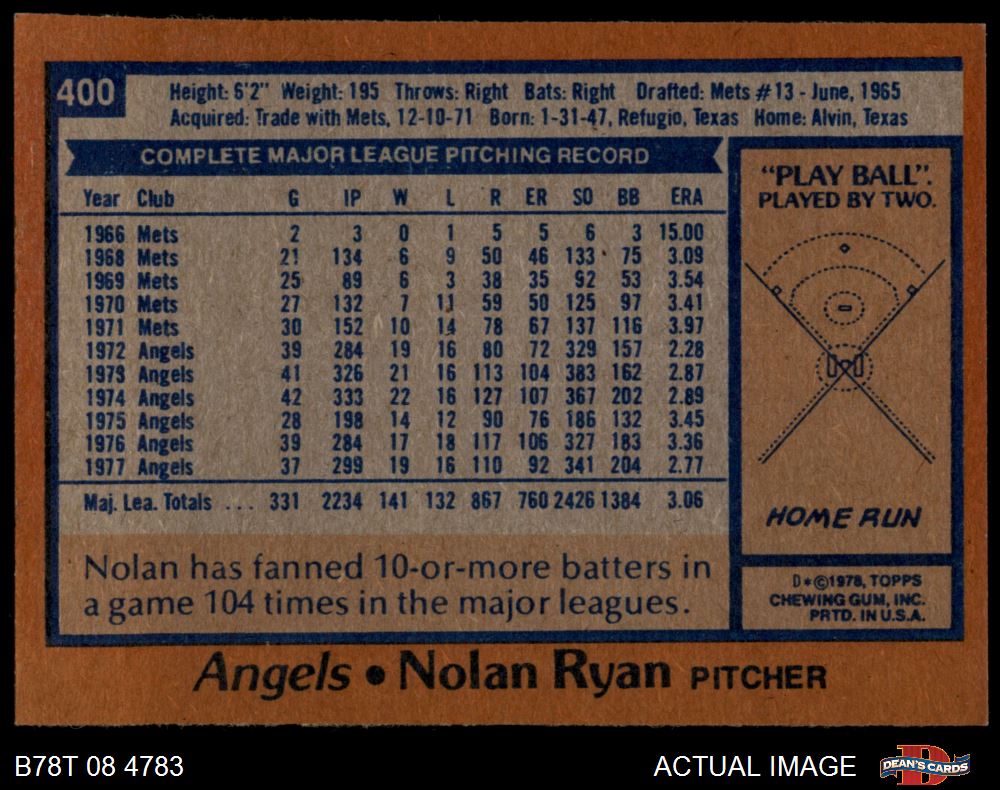 400
Height: 6'2" Weight: 195 Throws: Right Bats: Right Drafted: Mets #13 - June, 1965
Acquired: Trade with Mets, 12-10-71 Born: 1-31-47, Refugio, Texas Home: Alvin, Texas
COMPLETE MAJOR LEAGUE PITCHING RECORD
Year Club G IP W L R ER SO BB ERA
1966 Mets 2 3 0 1 5 5 6 3 15.00
1968 Mets 21 134 6 9 50 46 133 75 3.09
1969 Mets 25 89 6 3 38 35 92 53 3.54
1970 Mets 27 132 7 11 59 50 125 97 3.41
1971 Mets 30 152 10 14 78 67 137 116 3.97
1972 Angels 39 284 19 16 80 72 329 157 2.28
1973 Angels 41 326 21 16 113 104 383 162 2.87
1974 Angels 42 333 22 16 127 107 367 202 2.89
1975 Angels 28 198 14 12 90 76 186 132 3.45
1976 Angels 39 284 17 18 117 106 327 183 3.36
1977 Angels 37 299 19 16 110 92 341 204 2.77
Maj. Lea. Totals ... 331 2234 141 132 867 760 2426 1384 3.06
Nolan has fanned 10-or-more batters in
a game 104 times in the major leagues.
"PLAY BALL".
PLAYED BY TWO.
HOME RUN
D*©1978, TOPPS
CHEWING GUM, INC.
PRTD. IN U.S.A.
Angels • Nolan Ryan PITCHER
B78T 08 4783
ACTUAL IMAGE
DEAN'S CARDS